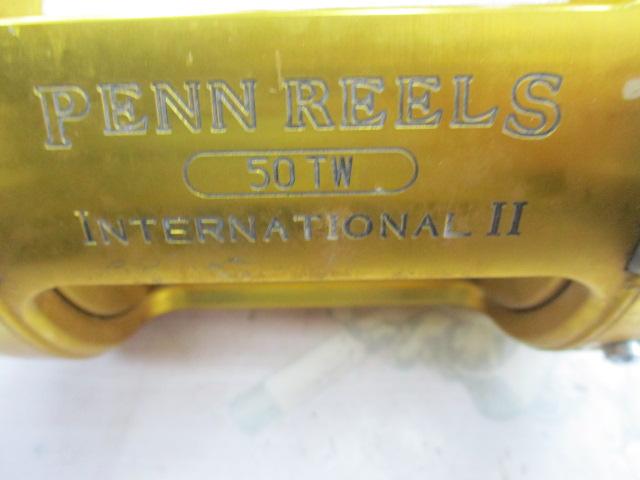 PENN REELS
50 TW
INTERNATIONAL II